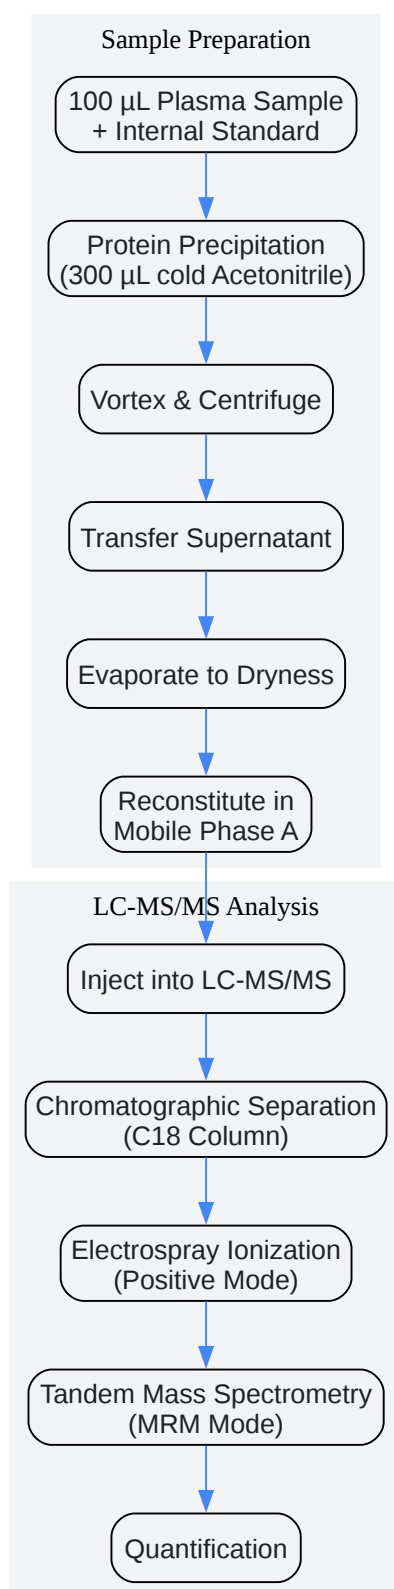 Sample Preparation
100 µL Plasma Sample
+ Internal Standard
Protein Precipitation
(300 µL cold Acetonitrile)
Vortex & Centrifuge
Transfer Supernatant
Evaporate to Dryness
Reconstitute in
Mobile Phase A
LC-MS/MS Analysis
Inject into LC-MS/MS
Chromatographic Separation
(C18 Column)
Electrospray Ionization
(Positive Mode)
Tandem Mass Spectrometry
(MRM Mode)
Quantification